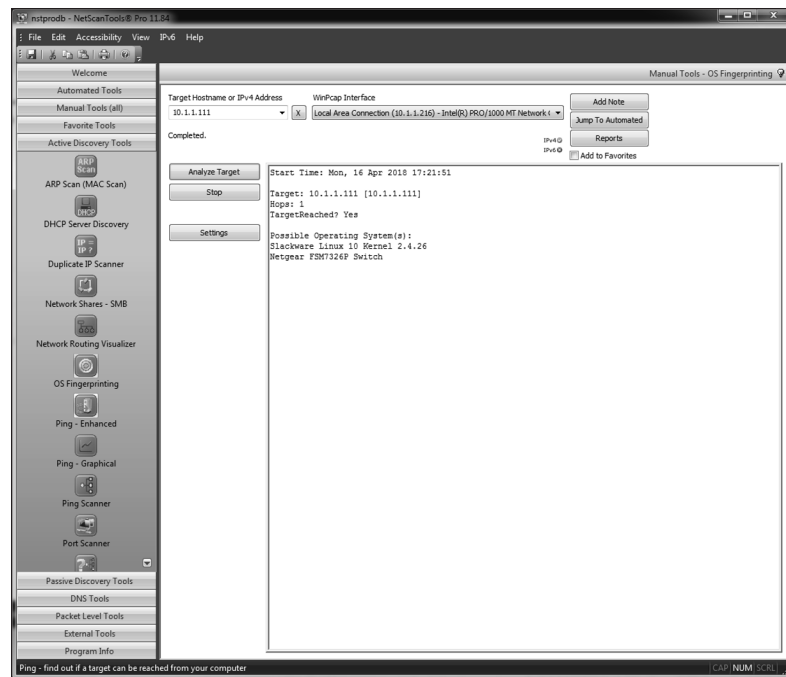 nstprodb - NetScanTools® Pro 11.84
File Edit Accessibility View IPv6 Help
Welcome
Automated Tools
Manual Tools (all)
Favorite Tools
Active Discovery Tools
ARP Scan
ARP Scan (MAC Scan)
DHCP
DHCP Server Discovery
IP =
IP ?
Duplicate IP Scanner
Network Shares - SMB
Network Routing Visualizer
OS Fingerprinting
Ping - Enhanced
Ping - Graphical
Ping Scanner
Port Scanner
Passive Discovery Tools
DNS Tools
Packet Level Tools
External Tools
Program Info
Manual Tools - OS Fingerprinting
Target Hostname or IPv4 Address
WinPcap Interface
10.1.1.111
X
Local Area Connection (10.1.1.216) - Intel(R) PRO/1000 MT Network (
Add Note
Jump To Automated
Reports
Add to Favorites
Completed.
IPv4
IPv6
Analyze Target
Stop
Settings
Start Time: Mon, 16 Apr 2018 17:21:51
Target: 10.1.1.111 [10.1.1.111]
Hops: 1
TargetReached? Yes
Possible Operating System(s):
Slackware Linux 10 Kernel 2.4.26
Netgear FSM7326P Switch
Ping - find out if a target can be reached from your computer
CAP NUM SCRL